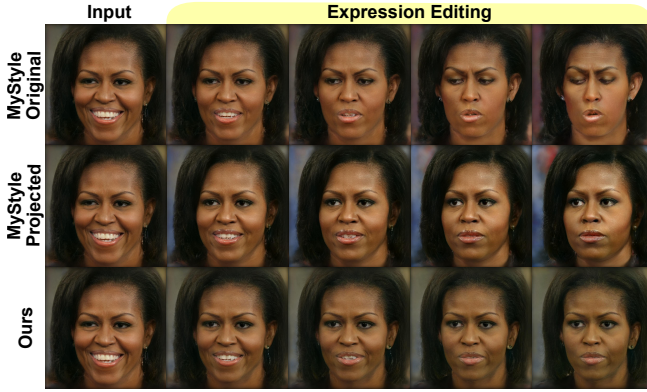 Input
Expression Editing
MyStyle
Original
MyStyle
Projected
Ours